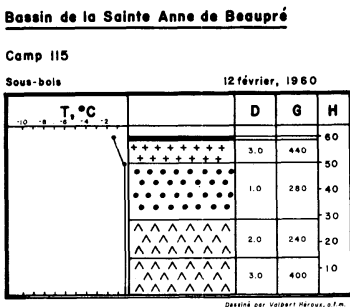 Bassin de la Sainte Anne de Beaupré
Camp 115
Sous-bois 12 février, 1960
T, °C D G H
-10 -8 -6 -4 -2
60
3.0 440
50
1.0 280 40
30
2.0 240 20
3.0 400 10
Dessiné par Valbert Héroux, a.f.m.